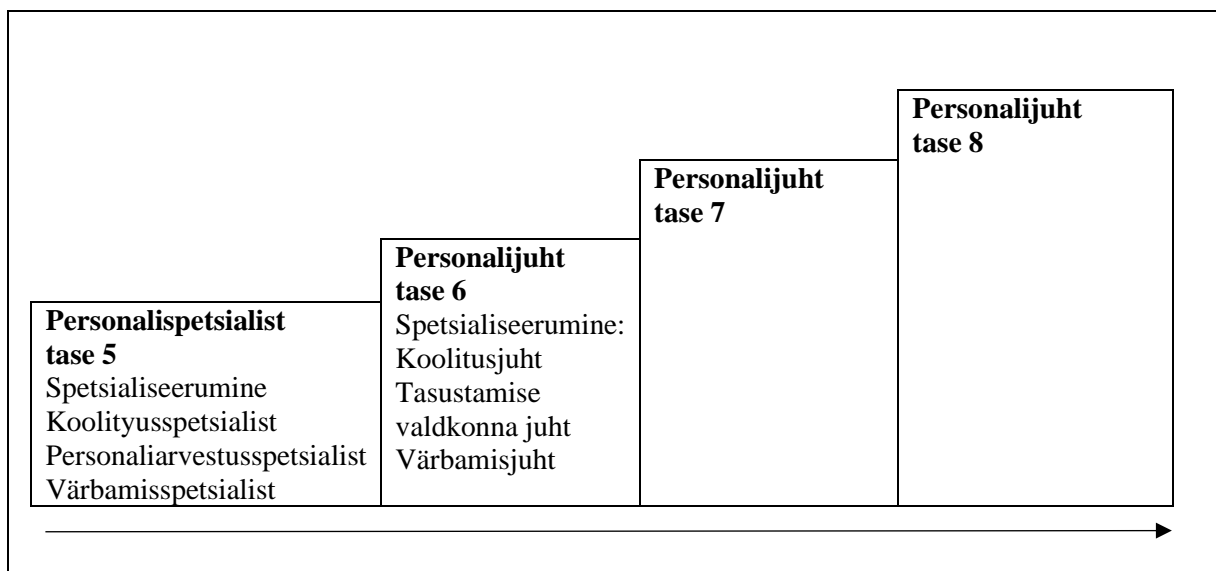 Personalispetsialist
tase 5
Spetsialiseerumine
Koolityusspetsialist
Personaliarvestusspetsialist
Värbamisspetsialist
Personalijuht
tase 6
Spetsialiseerumine:
Koolitusjuht
Tasustamise
valdkonna juht
Värbamisjuht
Personalijuht
tase 7
Personalijuht
tase 8